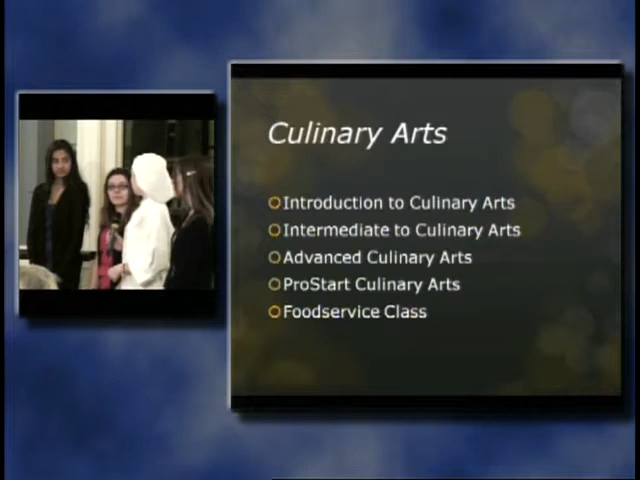 Culinary Arts
Introduction to Culinary Arts
Intermediate to Culinary Arts
Advanced Culinary Arts
ProStart Culinary Arts
Foodservice Class